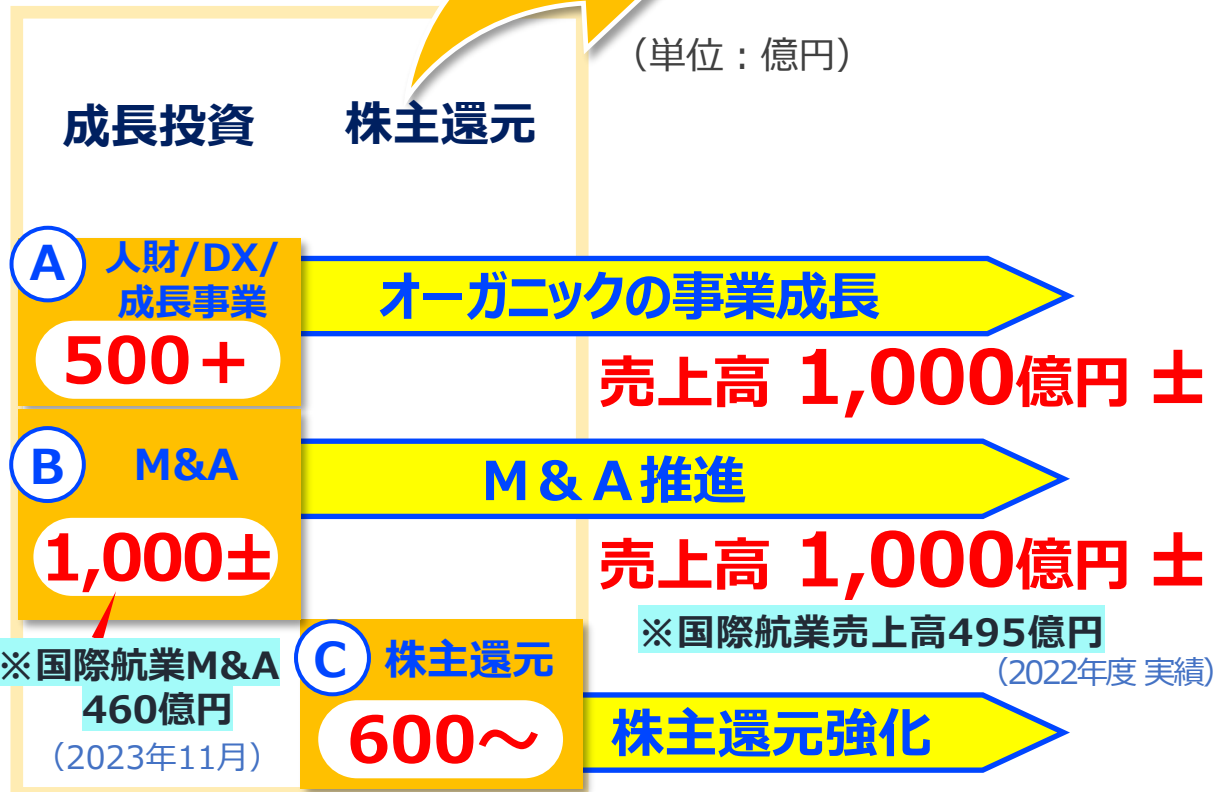 （単位：億円）
成長投資
株主還元
A
人財/DX/
成長事業
500＋
オーガニックの事業成長
売上高 1,000億円 ±
B
M&A
1,000±
M＆A推進
売上高 1,000億円 ±
※国際航業売上高495億円
（2022年度 実績）
※国際航業M&A
460億円
（2023年11月）
C
株主還元
600～
株主還元強化